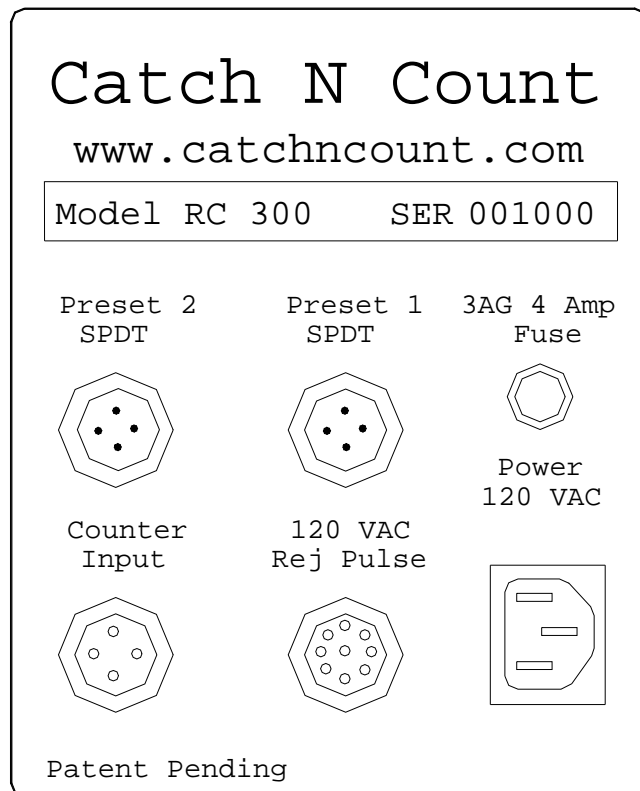 Catch N Count
www.catchncount.com
Model RC 300 SER 001000
Preset 2
SPDT
Preset 1
SPDT
3AG 4 Amp
Fuse
Power
120 VAC
Counter
Input
120 VAC
Rej Pulse
Patent Pending